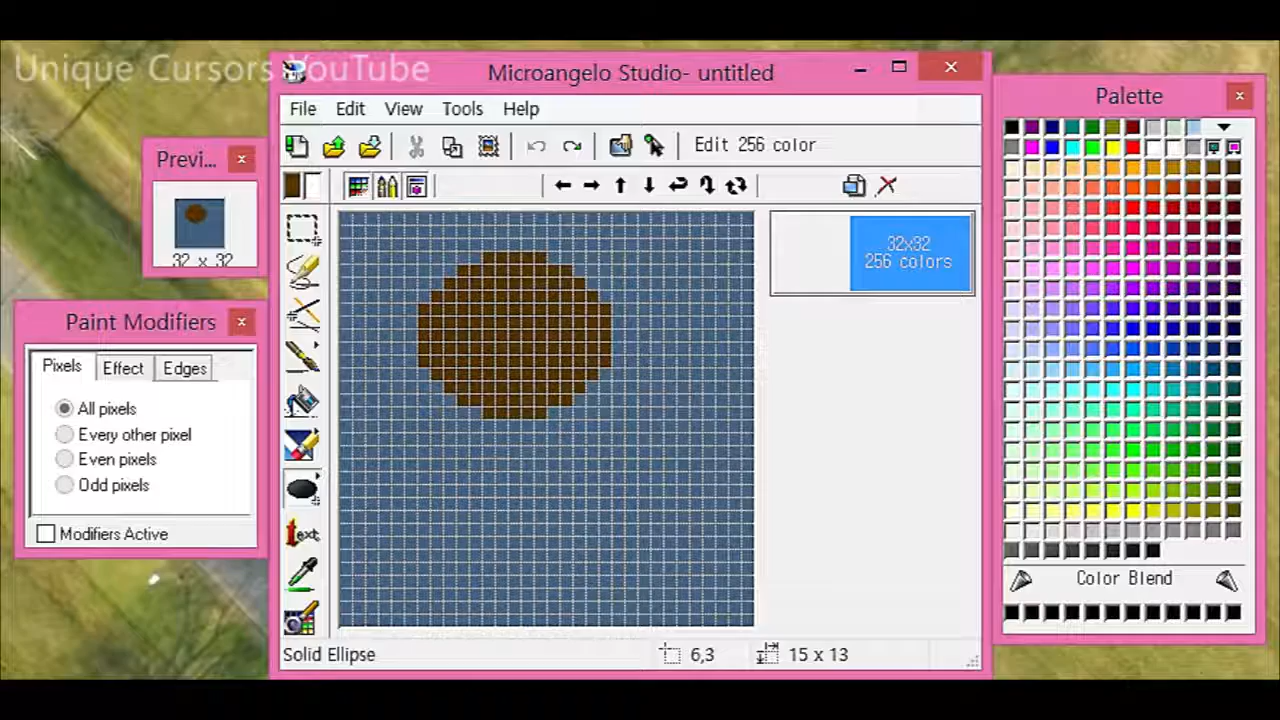 Unique Cursors YouTube
Microangelo Studio- untitled
File Edit View Tools Help
Edit 256 color
Previ...
32 x 32
Paint Modifiers
Pixels Effect Edges
All pixels
Every other pixel
Even pixels
Odd pixels
Modifiers Active
text
32x32
256 colors
Solid Ellipse
6,3
15 x 13
Palette
Color Blend